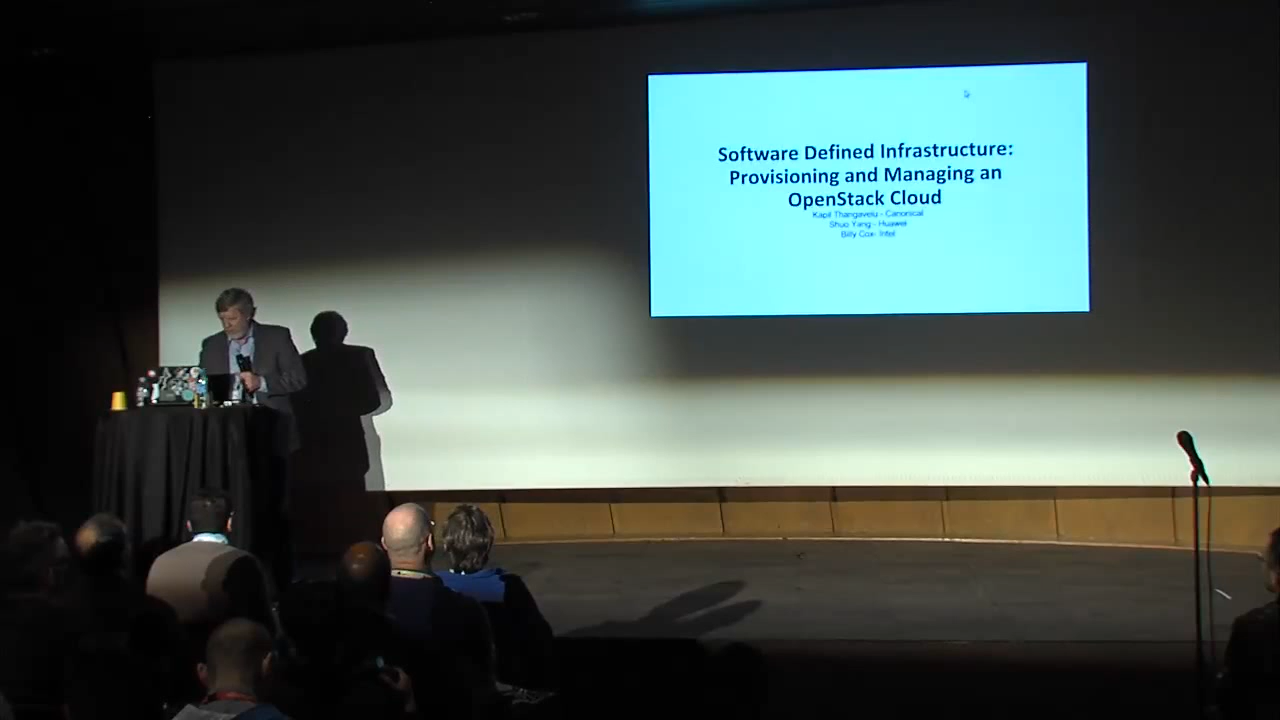 Software Defined Infrastructure:
Provisioning and Managing an
OpenStack Cloud
Kapil Thangavelu - Canonical
Shuo Yang - Huawei
Billy Cox- Intel